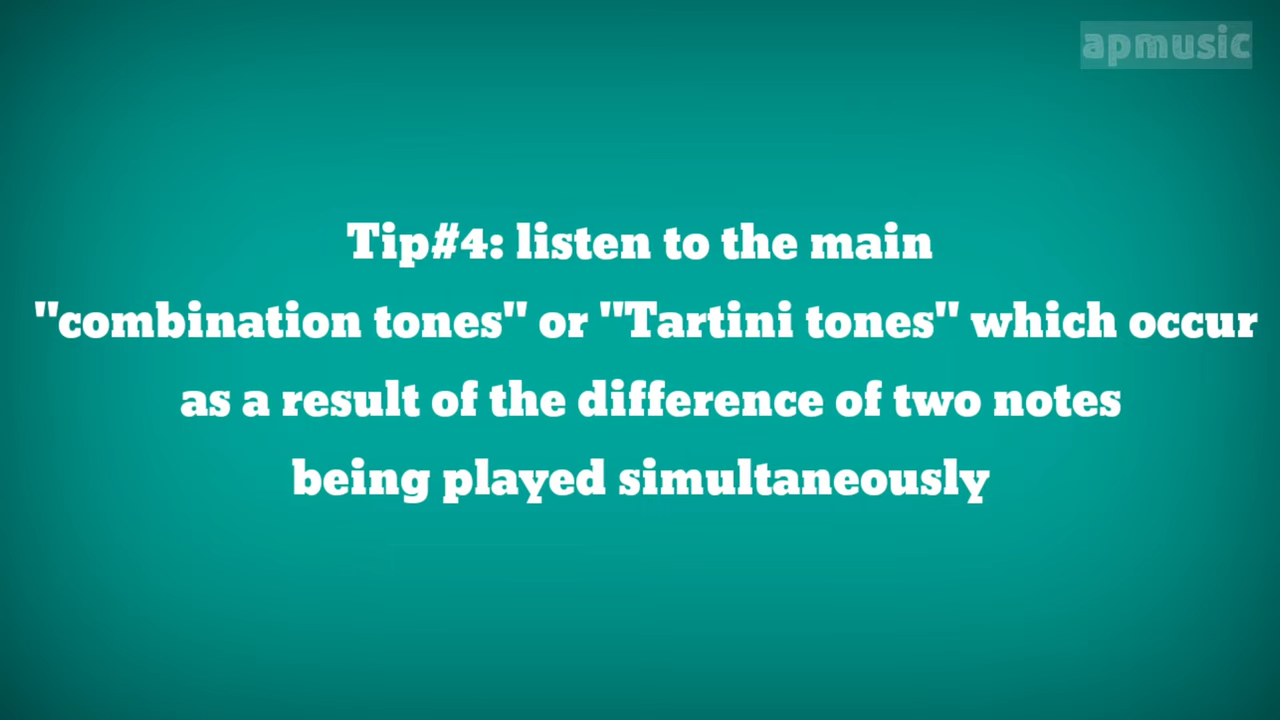 apmusic
Tip#4: listen to the main
"combination tones" or "Tartini tones" which occur
as a result of the difference of two notes
being played simultaneously